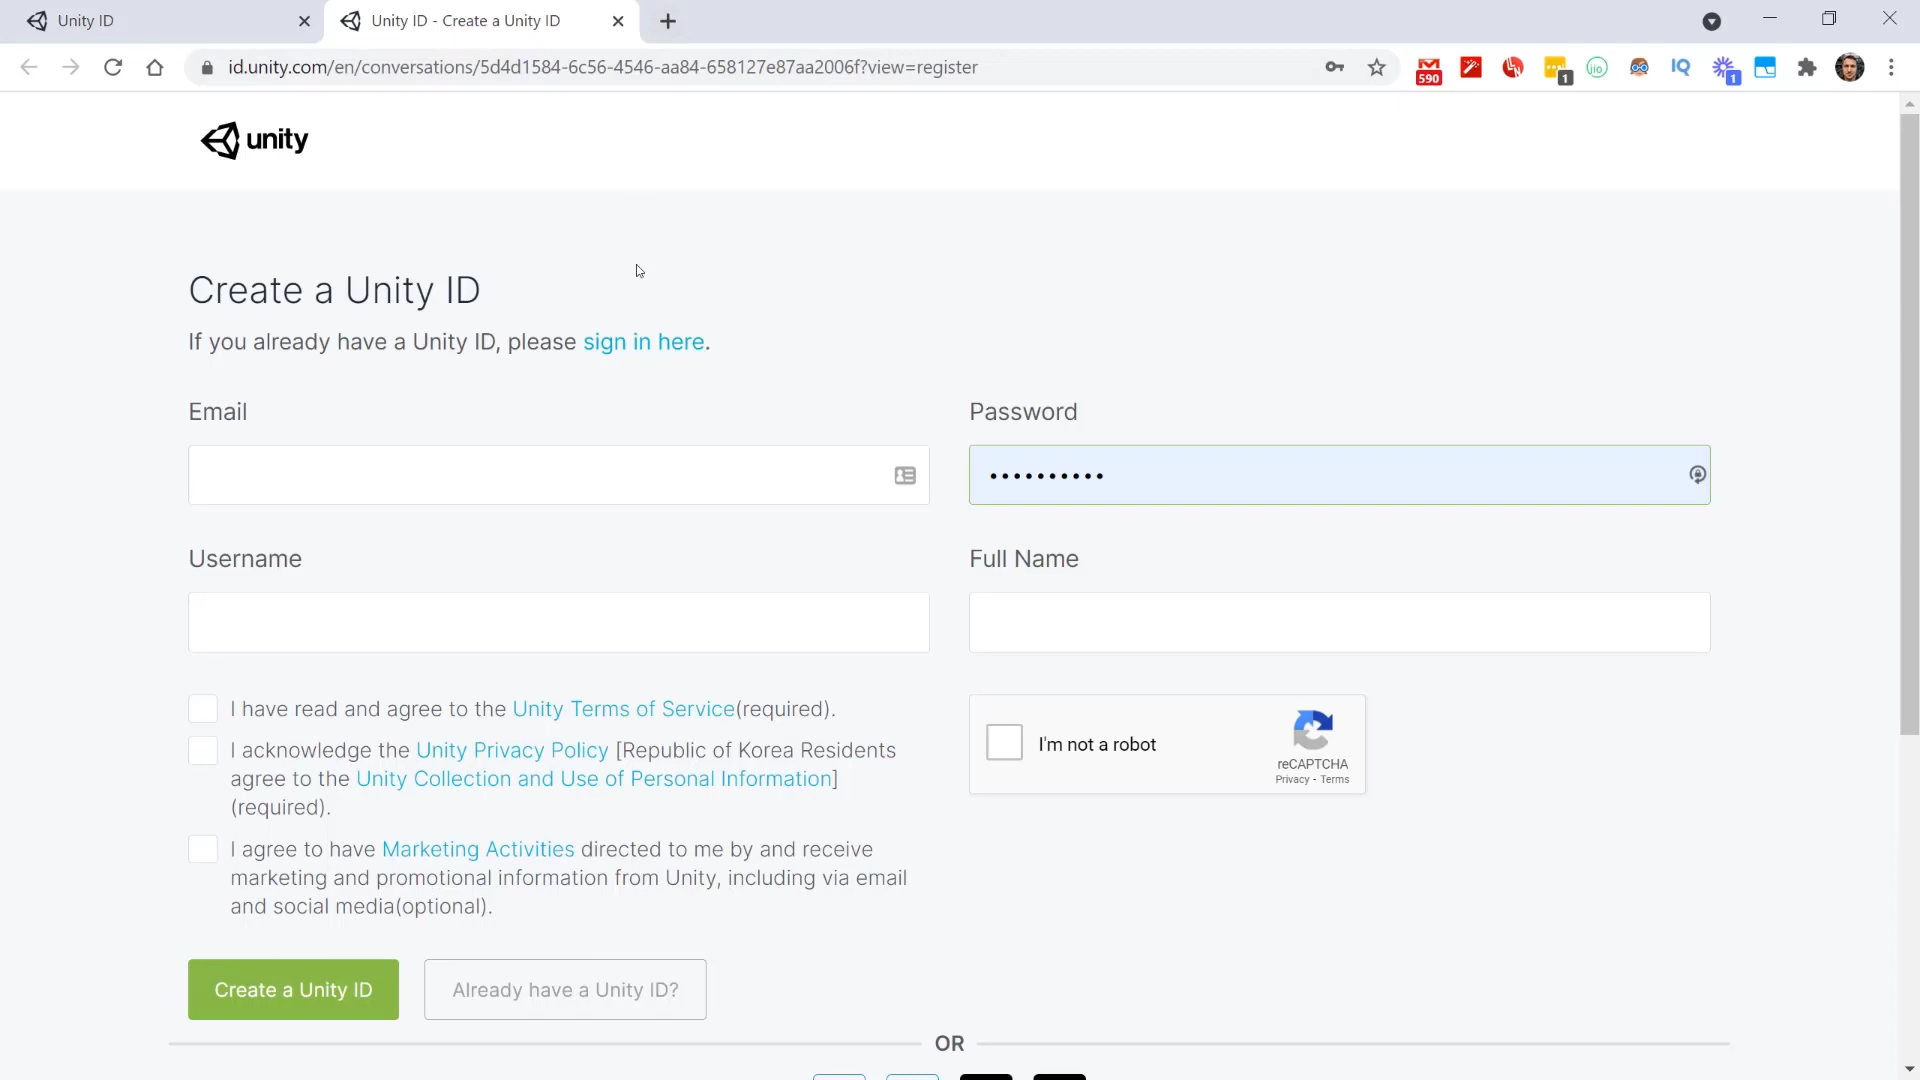 Unity ID
Unity ID - Create a Unity ID
id.unity.com/en/conversations/5d4d1584-6c56-4546-aa84-658127e87aa2006f?view=register
590
1
jio
IQ
1
unity
Create a Unity ID
If you already have a Unity ID, please sign in here.
Email
Password
••••••••••
Username
Full Name
I have read and agree to the Unity Terms of Service(required).
I acknowledge the Unity Privacy Policy [Republic of Korea Residents
agree to the Unity Collection and Use of Personal Information]
(required).
I'm not a robot
reCAPTCHA
Privacy - Terms
I agree to have Marketing Activities directed to me by and receive
marketing and promotional information from Unity, including via email
and social media(optional).
Create a Unity ID
Already have a Unity ID?
OR